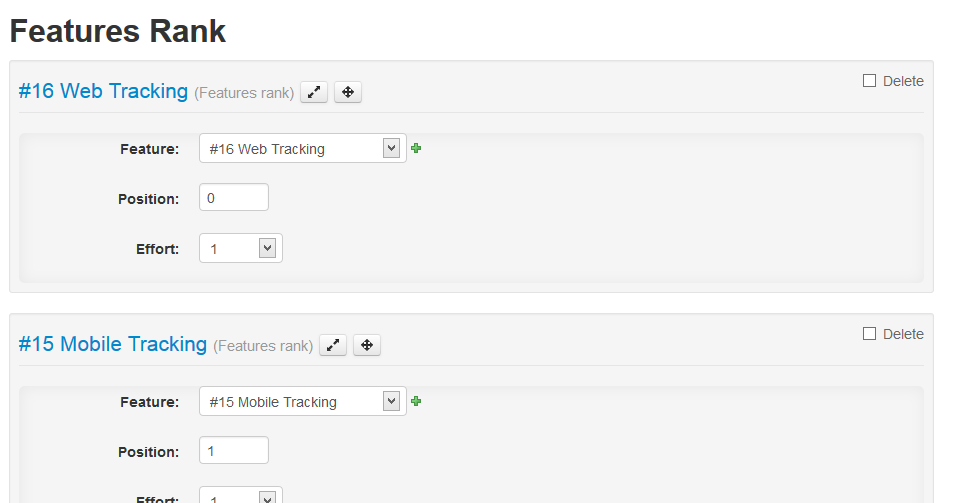 Features Rank
#16 Web Tracking (Features rank)
Delete
Feature: #16 Web Tracking
Position: 0
Effort: 1
#15 Mobile Tracking (Features rank)
Delete
Feature: #15 Mobile Tracking
Position: 1
Effort: 1